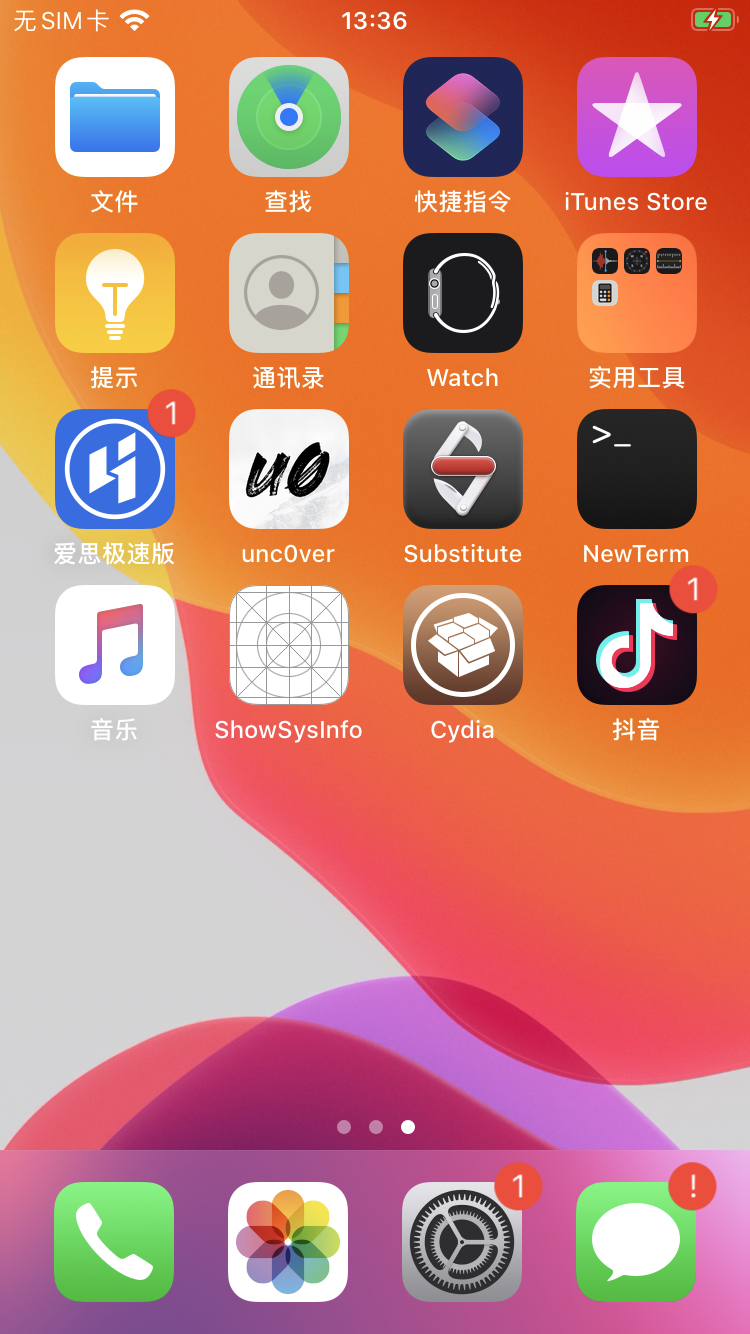 无 SIM 卡 13:36
文件 查找 快捷指令 iTunes Store
提示 通讯录 Watch 实用工具
1
u0 >_
爱思极速版 unc0ver Substitute NewTerm
1
音乐 ShowSysInfo Cydia 抖音
1 !